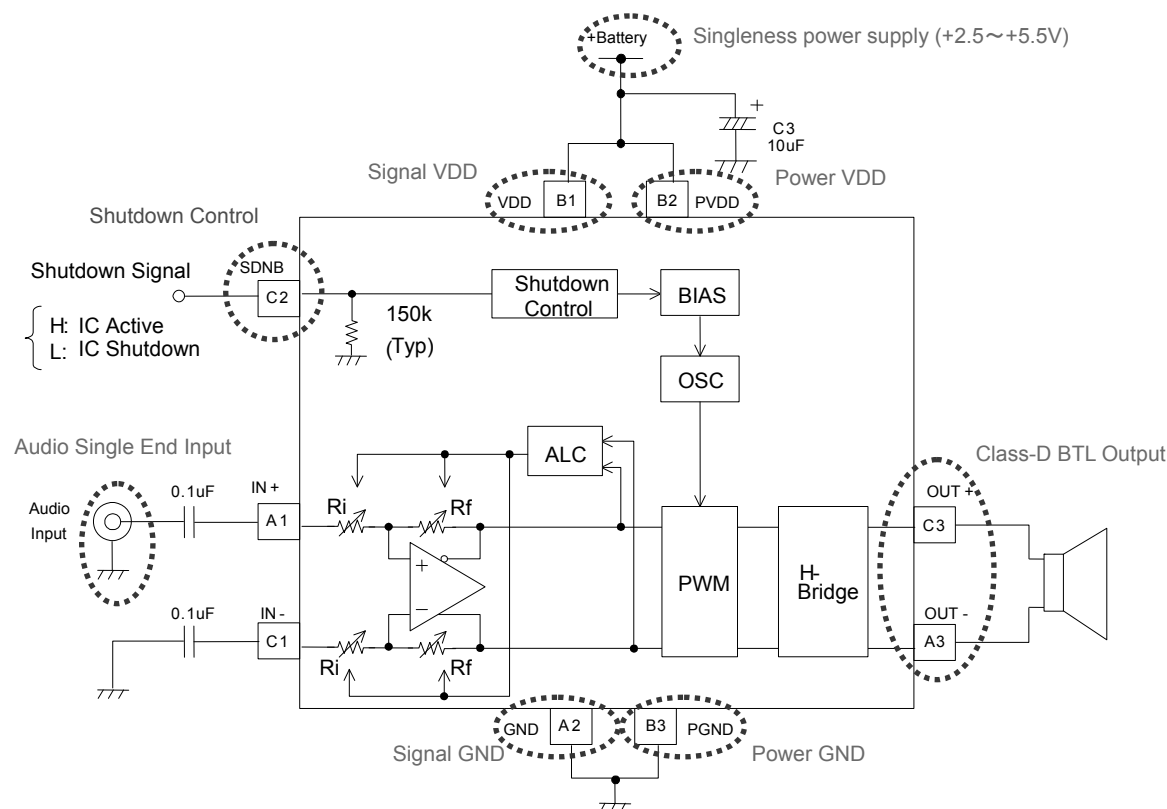 +Battery
Singleness power supply (+2.5～+5.5V)
+
C3
10uF
Signal VDD
Power VDD
VDD
B1
B2
PVDD
Shutdown Control
Shutdown Signal
SDNB
C2
H: IC Active
L: IC Shutdown
150k
(Typ)
Shutdown
Control
BIAS
OSC
ALC
Audio Single End Input
Class-D BTL Output
Audio
Input
0.1uF
IN +
A1
Ri
Rf
+
−
PWM
H-
Bridge
OUT +
C3
OUT -
A3
0.1uF
IN -
C1
Ri
Rf
GND
A2
B3
PGND
Signal GND
Power GND